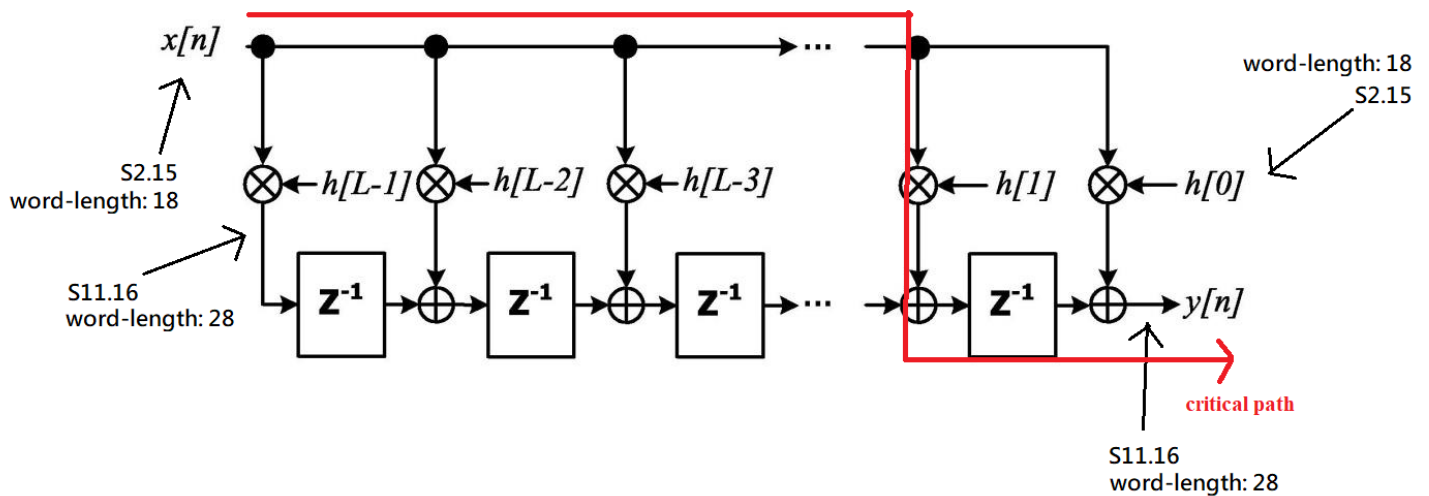 x[n]
...
word-length: 18
S2.15
S2.15
word-length: 18
h[L-1]
h[L-2]
h[L-3]
h[1]
h[0]
S11.16
word-length: 28
z⁻¹
z⁻¹
z⁻¹
...
z⁻¹
y[n]
critical path
S11.16
word-length: 28